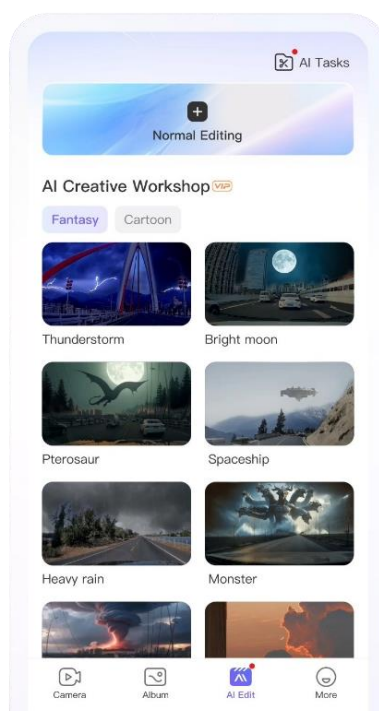 AI Tasks
Normal Editing
AI Creative Workshop VIP
Fantasy Cartoon
Thunderstorm Bright moon
Pterosaur Spaceship
Heavy rain Monster
Camera Album AI Edit More